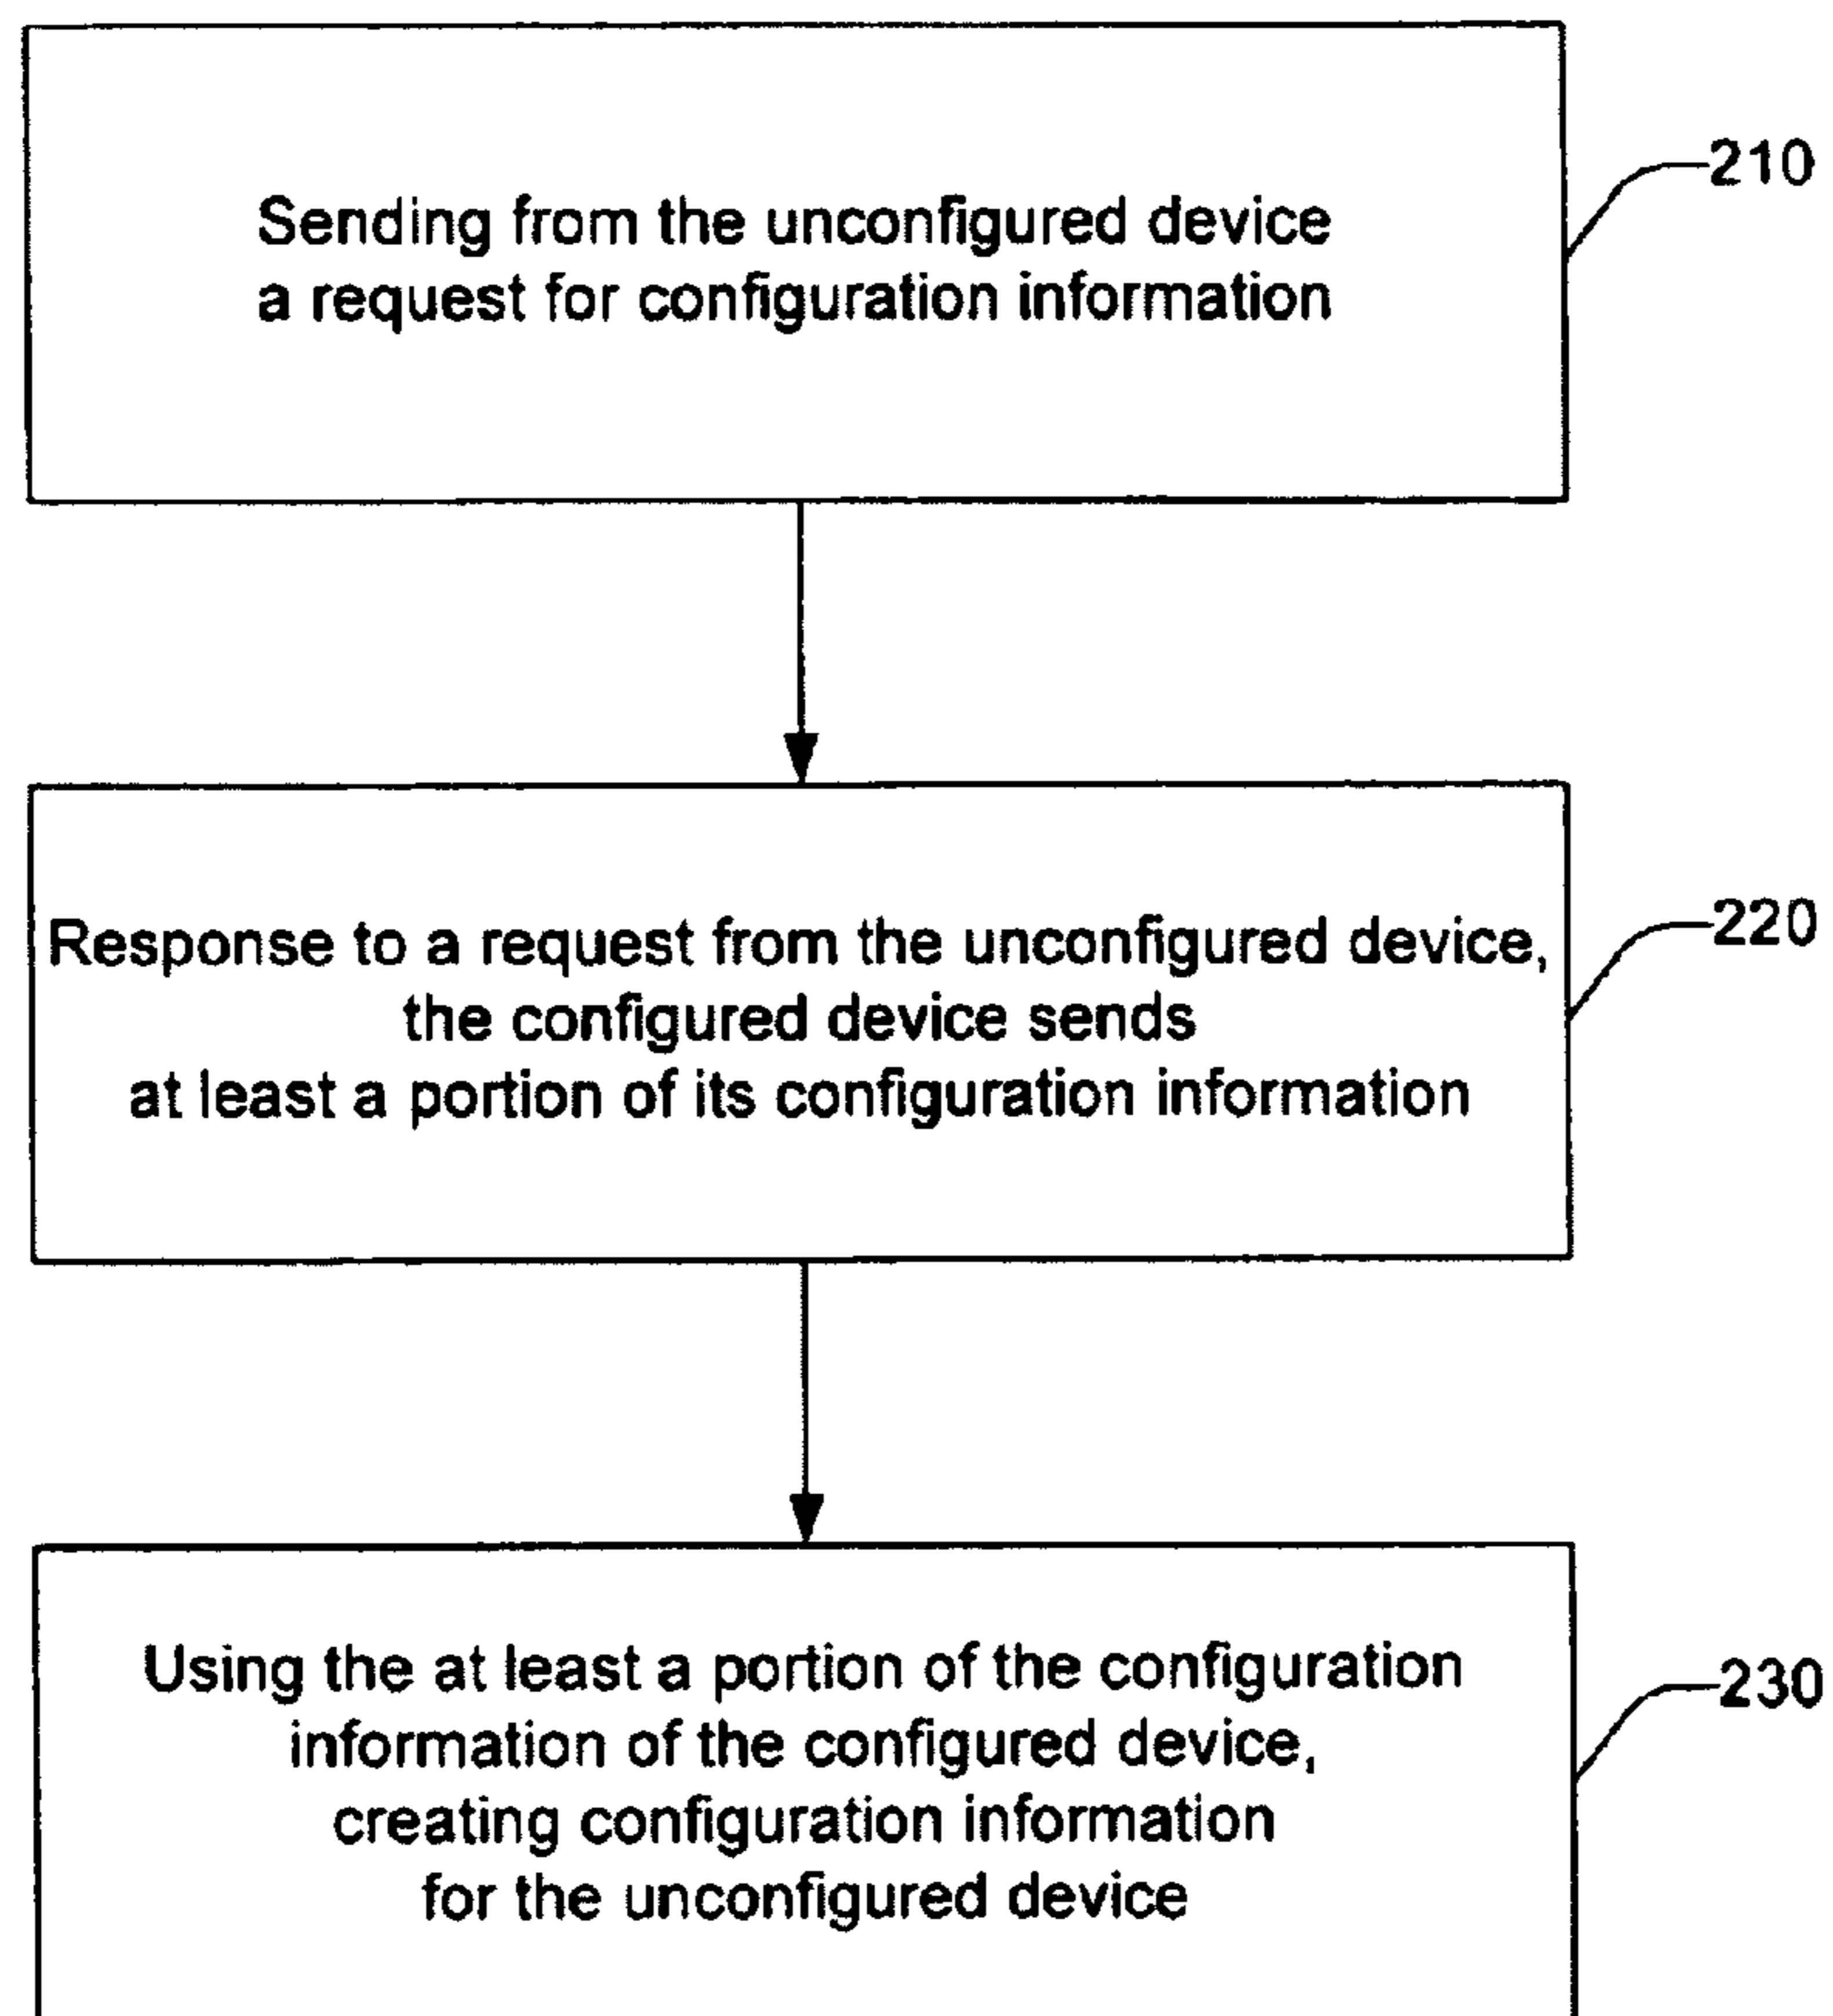 Sending from the unconfigured device
a request for configuration information
210
Response to a request from the unconfigured device,
the configured device sends
at least a portion of its configuration information
220
Using the at least a portion of the configuration
information of the configured device,
creating configuration information
for the unconfigured device
230